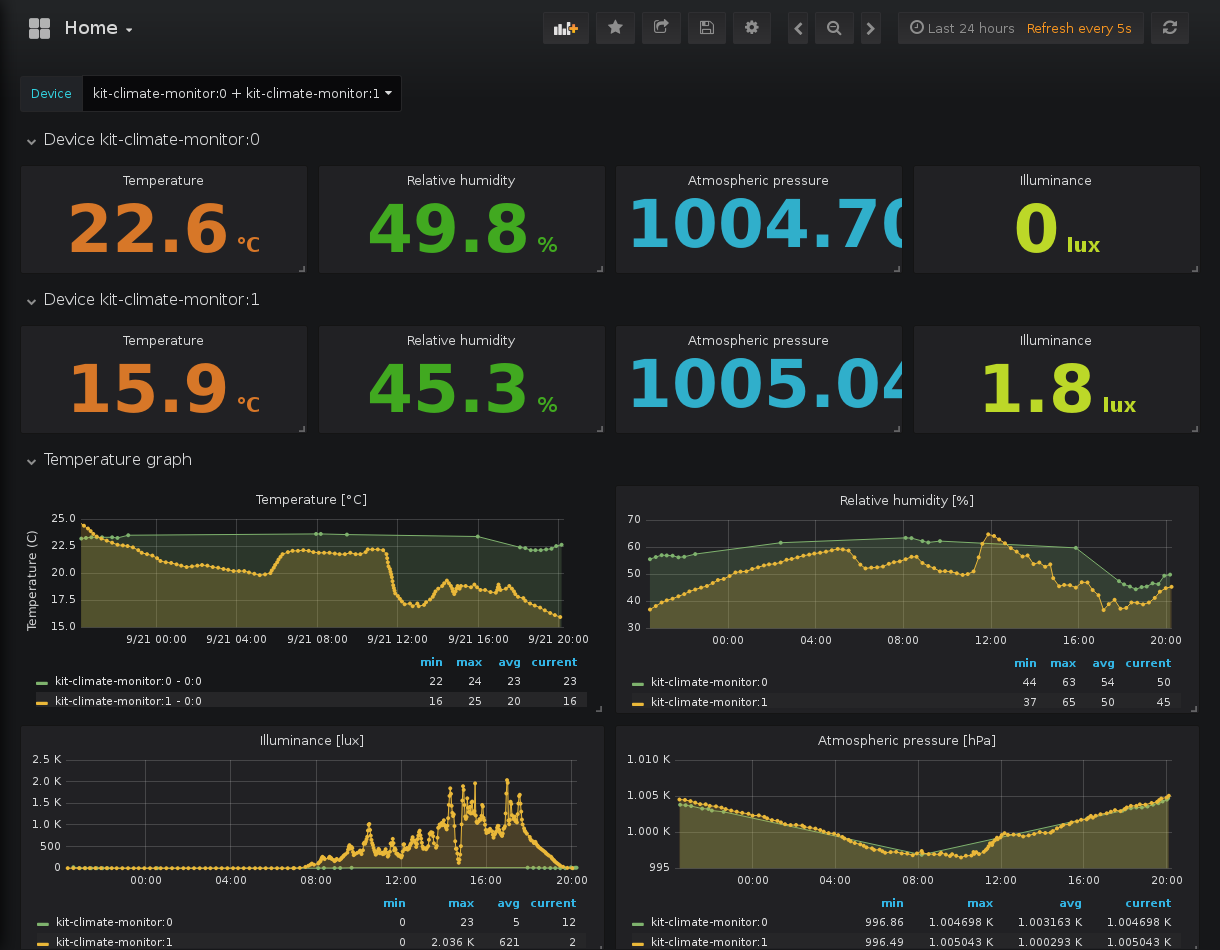 Home
Last 24 hours Refresh every 5s
Device kit-climate-monitor:0 + kit-climate-monitor:1
Device kit-climate-monitor:0
Temperature Relative humidity Atmospheric pressure Illuminance
22.6 °C 49.8 % 1004.70 0 lux
Device kit-climate-monitor:1
Temperature Relative humidity Atmospheric pressure Illuminance
15.9 °C 45.3 % 1005.04 1.8 lux
Temperature graph
Temperature [°C]
Temperature (C)
25.0
22.5
20.0
17.5
15.0
9/21 00:00 9/21 04:00 9/21 08:00 9/21 12:00 9/21 16:00 9/21 20:00
min max avg current
kit-climate-monitor:0 - 0:0 22 24 23 23
kit-climate-monitor:1 - 0:0 16 25 20 16
Relative humidity [%]
70
60
50
40
30
00:00 04:00 08:00 12:00 16:00 20:00
min max avg current
kit-climate-monitor:0 44 63 54 50
kit-climate-monitor:1 37 65 50 45
Illuminance [lux]
2.5 K
2.0 K
1.5 K
1.0 K
500
0
00:00 04:00 08:00 12:00 16:00 20:00
min max avg current
kit-climate-monitor:0 0 23 5 12
kit-climate-monitor:1 0 2.036 K 621 2
Atmospheric pressure [hPa]
1.010 K
1.005 K
1.000 K
995
00:00 04:00 08:00 12:00 16:00 20:00
min max avg current
kit-climate-monitor:0 996.86 1.004698 K 1.003163 K 1.004698 K
kit-climate-monitor:1 996.49 1.005043 K 1.000293 K 1.005043 K